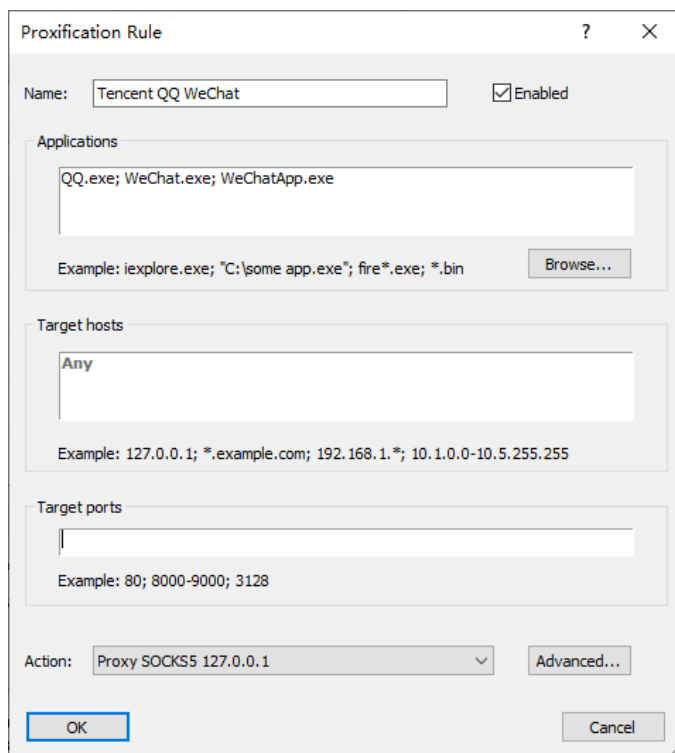 Proxification Rule
Name: Tencent QQ WeChat Enabled
Applications
QQ.exe; WeChat.exe; WeChatApp.exe
Example: iexplore.exe; "C:\some app.exe"; fire*.exe; *.bin Browse...
Target hosts
Any
Example: 127.0.0.1; *.example.com; 192.168.1.*; 10.1.0.0-10.5.255.255
Target ports
Example: 80; 8000-9000; 3128
Action: Proxy SOCKS5 127.0.0.1 Advanced...
OK Cancel